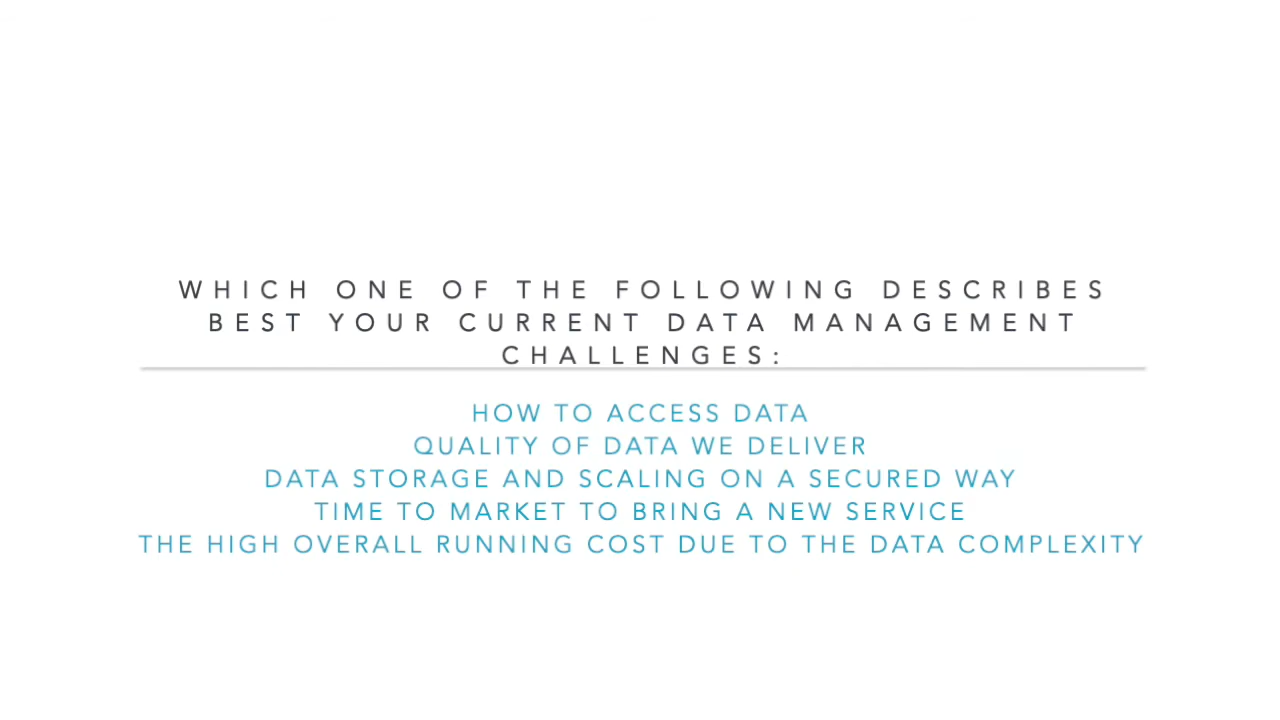 WHICH ONE OF THE FOLLOWING DESCRIBES
BEST YOUR CURRENT DATA MANAGEMENT
CHALLENGES:
HOW TO ACCESS DATA
QUALITY OF DATA WE DELIVER
DATA STORAGE AND SCALING ON A SECURED WAY
TIME TO MARKET TO BRING A NEW SERVICE
THE HIGH OVERALL RUNNING COST DUE TO THE DATA COMPLEXITY